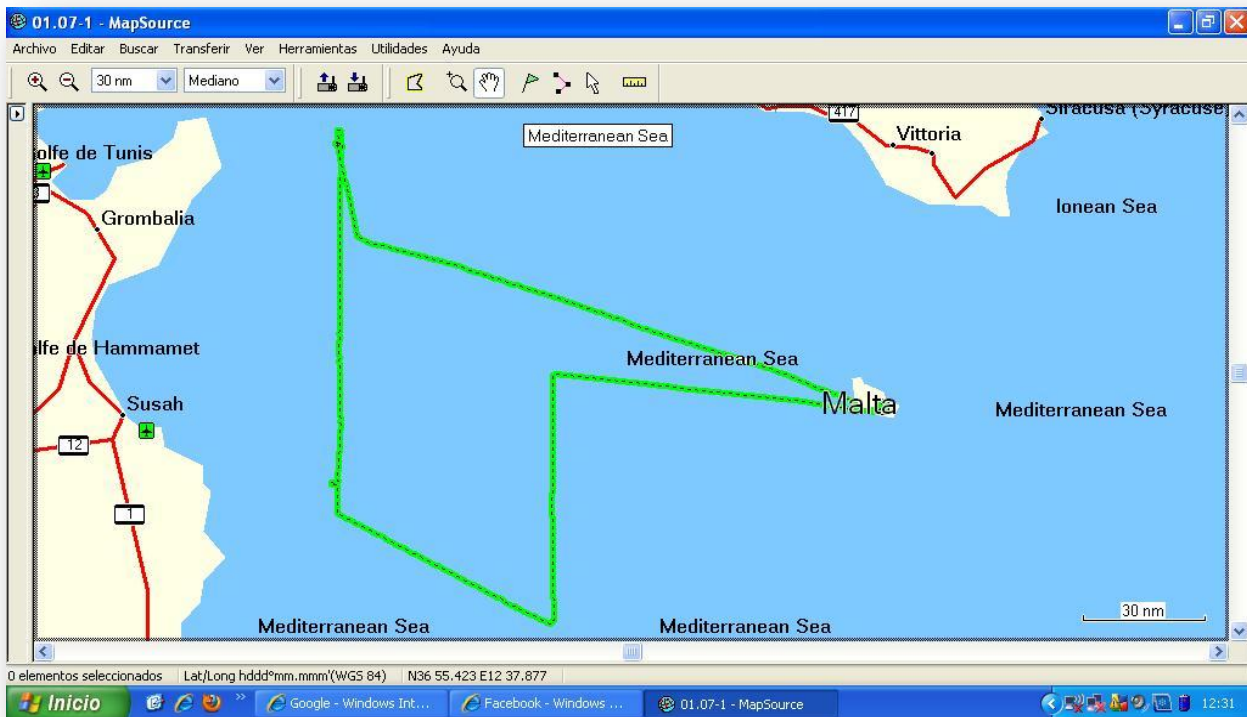 01.07-1 - MapSource
Archivo Editar Buscar Transferir Ver Herramientas Utilidades Ayuda
30 nm Mediano
417
Siracusa (Syracuse)
Mediterranean Sea
Vittoria
olfe de Tunis
3
Ionean Sea
Grombalia
lfe de Hammamet
Mediterranean Sea
Susah
Malta
Mediterranean Sea
12
1
30 nm
Mediterranean Sea
Mediterranean Sea
0 elementos seleccionados Lat/Long hddd°mm.mmm'(WGS 84) N36 55.423 E12 37.877
Inicio » Google - Windows Int... Facebook - Windows ... 01.07-1 - MapSource 12:31